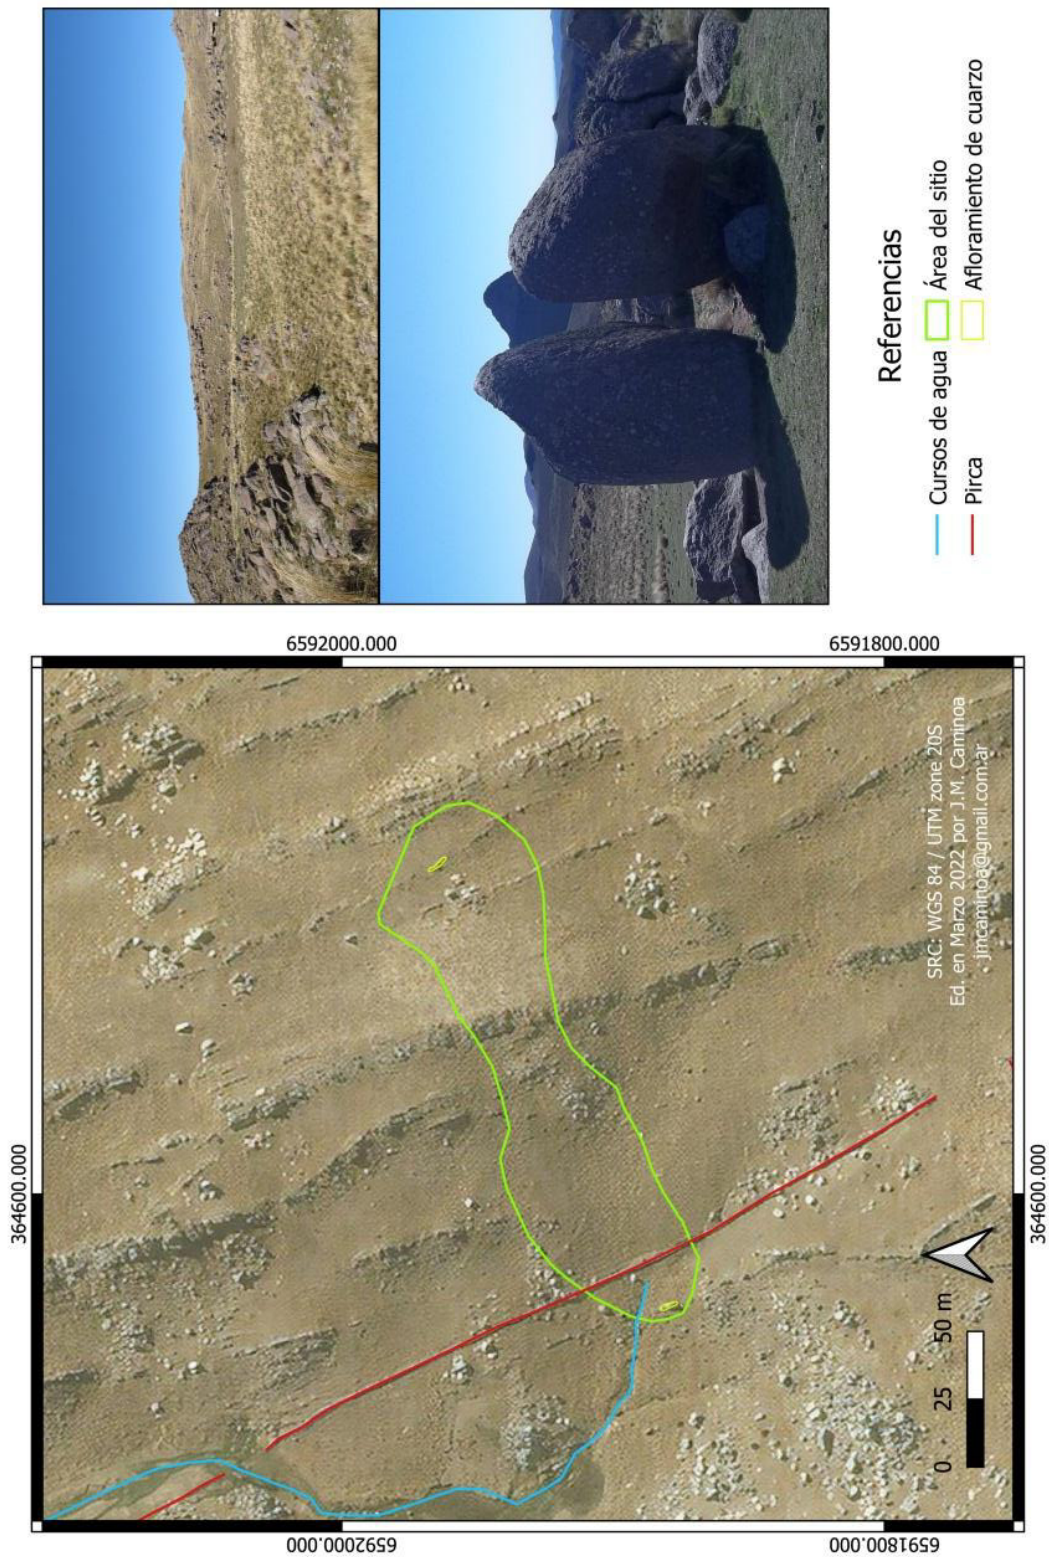 364600.000
6592000.000
6592000.000
6591800.000
6591800.000
364600.000
0 25 50 m
SRC: WGS 84 / UTM zone 20S
Ed. en Marzo 2022 por J.M. Caminoa
jmcaminoa@gmail.com.ar
Referencias
Cursos de agua
Área del sitio
Pirca
Afloramiento de cuarzo